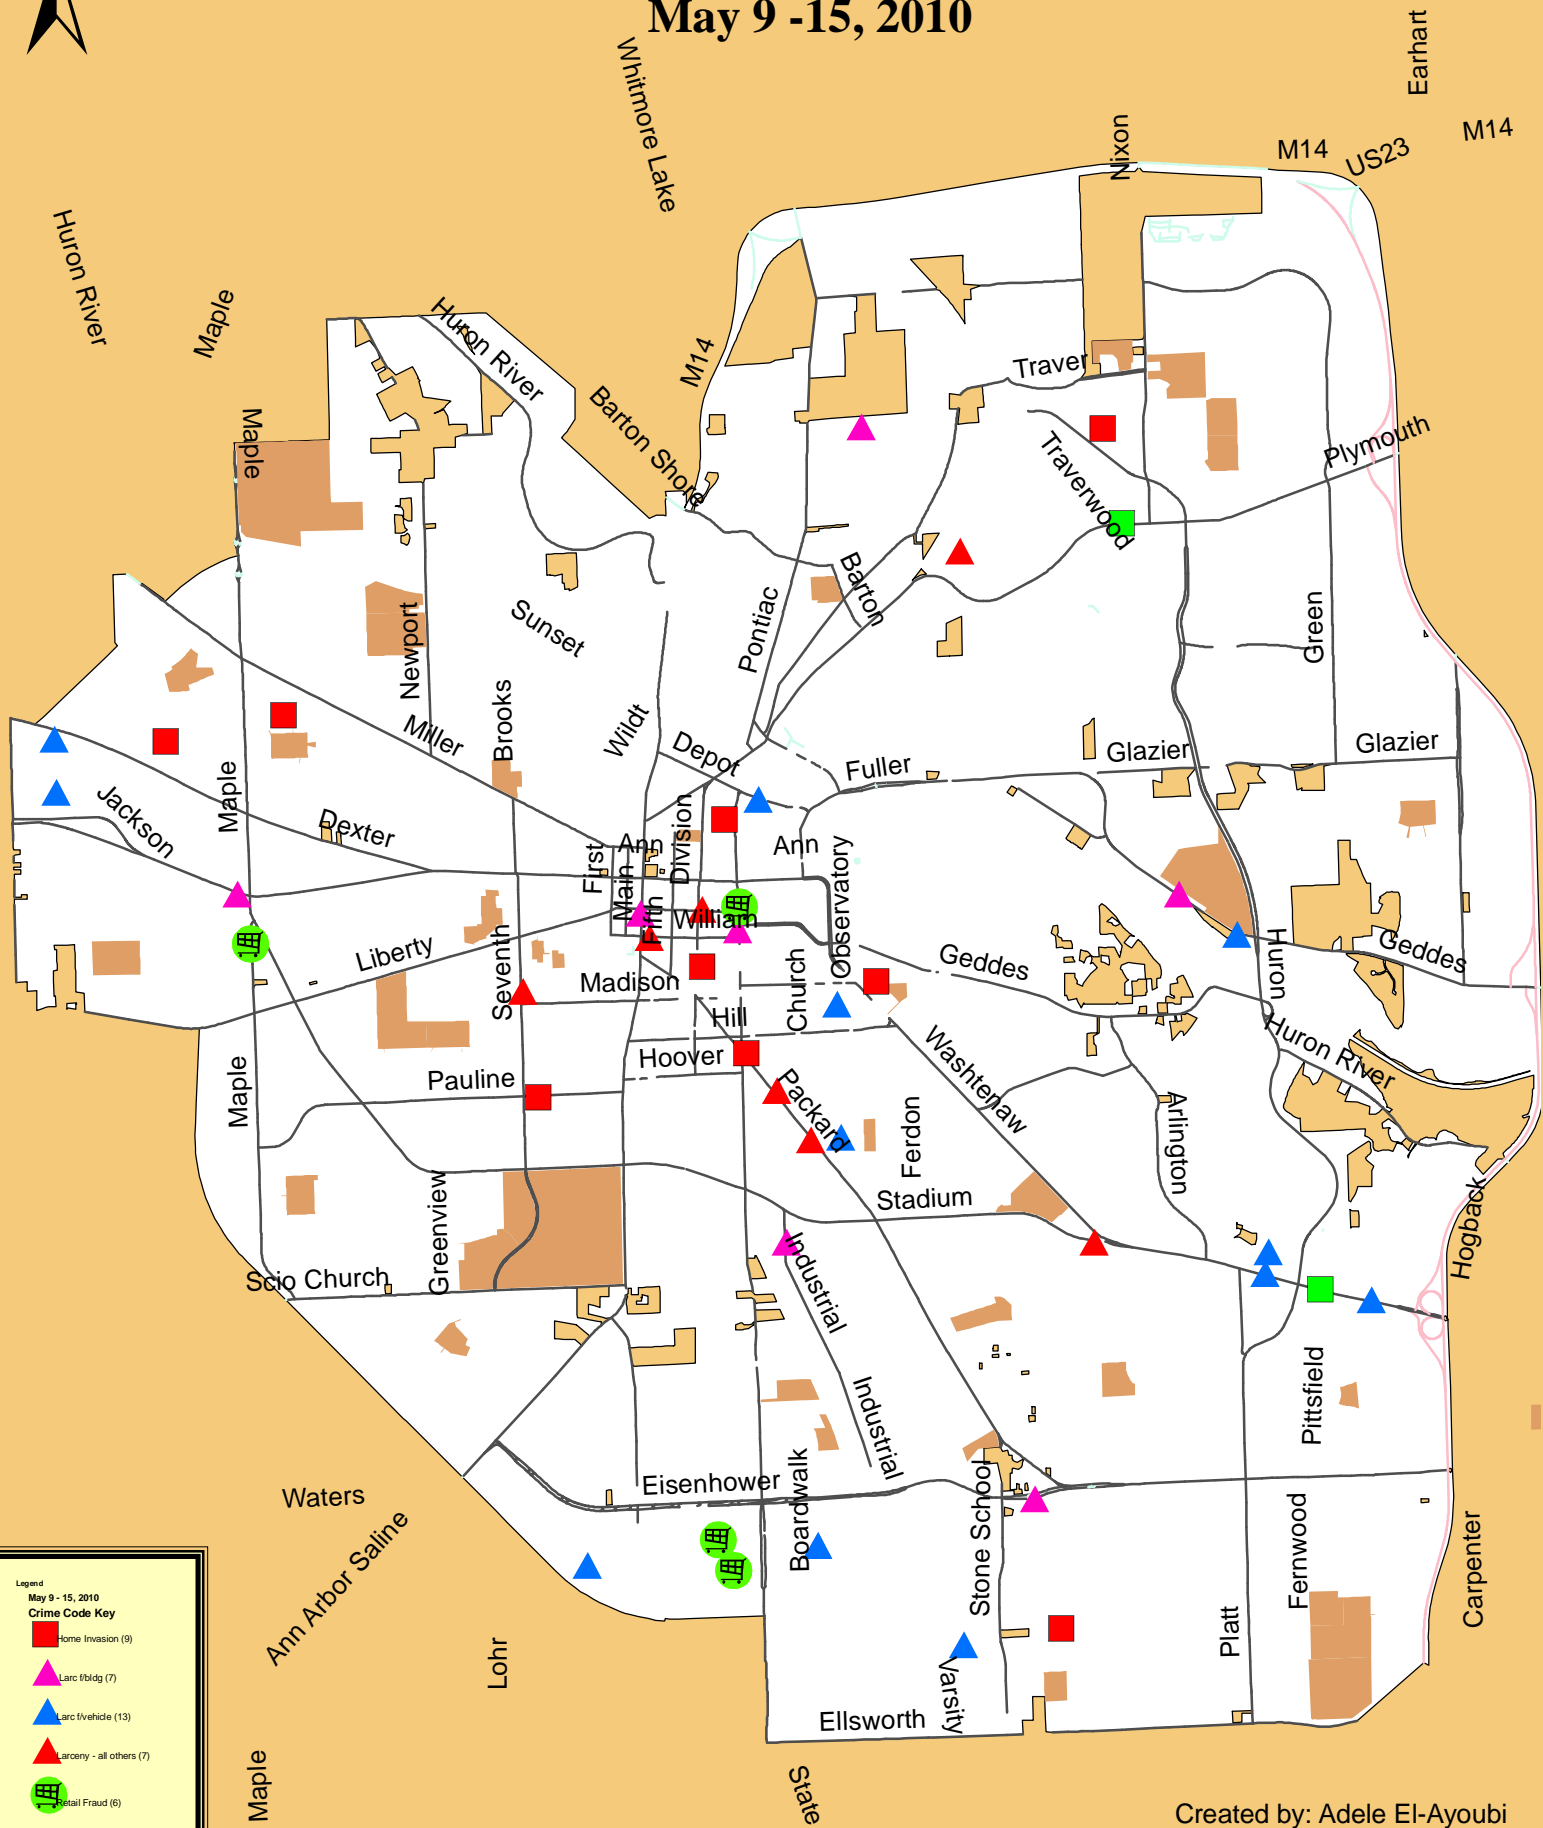 May 9 -15, 2010
Earhart
Whitmore Lake
M14
Nixon
M14
US23
Huron River
Maple
Huron River
M14
Traver
Barton Shore
Maple
Plymouth
Traverwood
Barton
Pontiac
Green
Sunset
Newport
Brooks
Wildt
Miller
Depot
Fuller
Glazier
Glazier
Jackson
Maple
Dexter
Ann
Division
Ann
First
Main
Observatory
Fifth
William
Liberty
Seventh
Madison
Church
Geddes
Huron
Geddes
Hill
Hoover
Washtenaw
Huron River
Maple
Pauline
Packard
Ferdon
Arlington
Greenview
Stadium
Hogback
Scio Church
Industrial
Industrial
Pittsfield
Eisenhower
Boardwalk
Stone School
Waters
Ann Arbor Saline
Fernwood
Carpenter
Platt
Lohr
Varsity
Ellsworth
Maple
State
Legend
May 9 - 15, 2010
Crime Code Key
Home Invasion (9)
Larc f/bldg (7)
Larc f/vehicle (13)
Larceny - all others (7)
Retail Fraud (6)
Created by: Adele El-Ayoubi